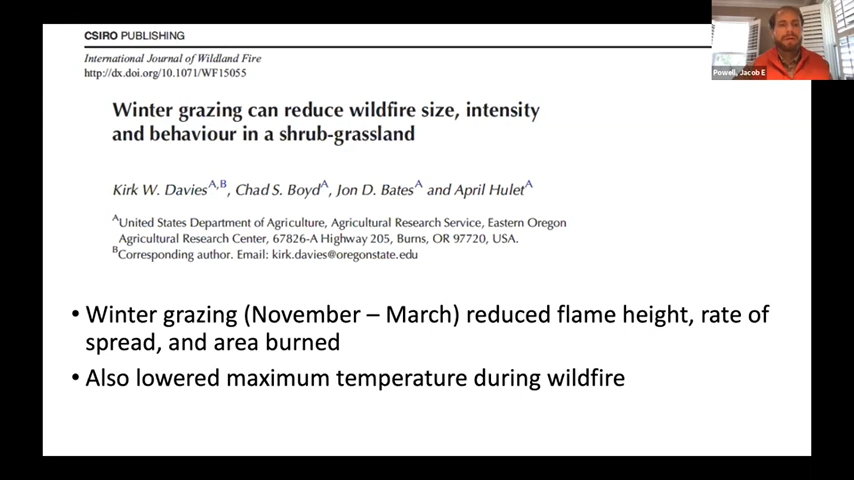 CSIRO PUBLISHING
International Journal of Wildland Fire
http://dx.doi.org/10.1071/WF15055
Winter grazing can reduce wildfire size, intensity
and behaviour in a shrub-grassland
Kirk W. Davies^A,B, Chad S. Boyd^A, Jon D. Bates^A and April Hulet^A
^AUnited States Department of Agriculture, Agricultural Research Service, Eastern Oregon
Agricultural Research Center, 67826-A Highway 205, Burns, OR 97720, USA.
^BCorresponding author. Email: kirk.davies@oregonstate.edu
• Winter grazing (November – March) reduced flame height, rate of
spread, and area burned
• Also lowered maximum temperature during wildfire
Powell, Jacob E